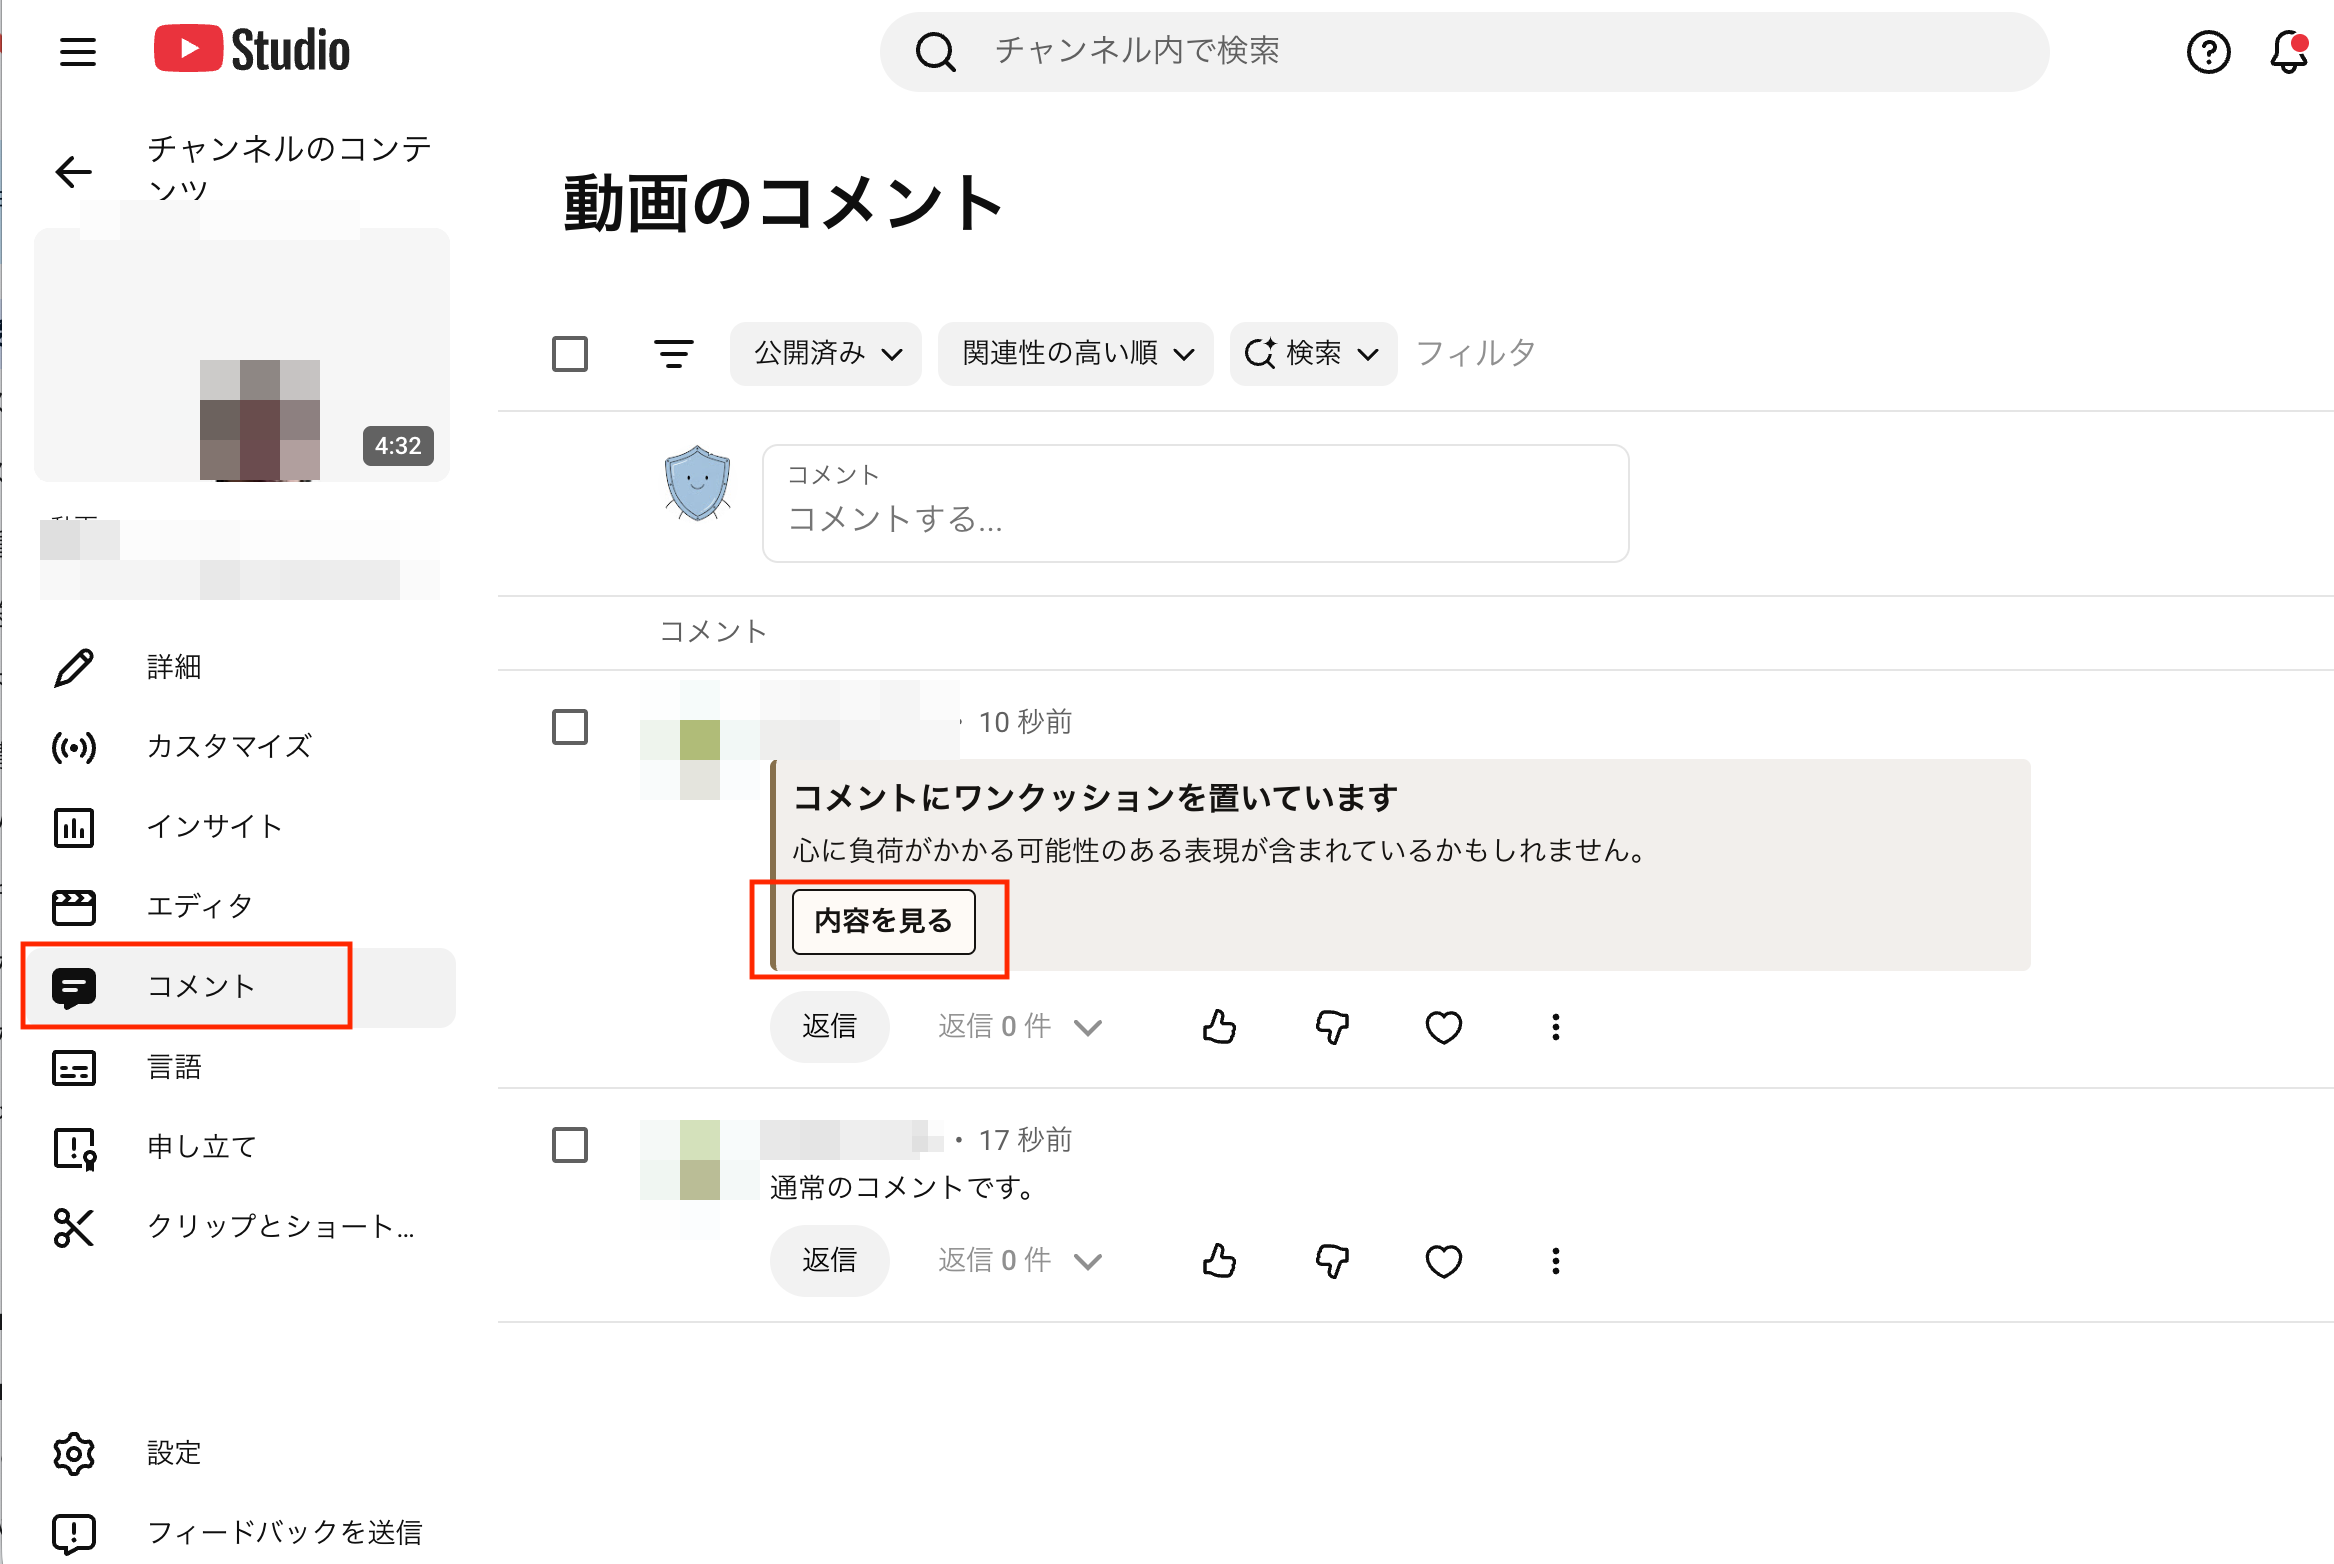 Studio
チャンネル内で検索
チャンネルのコンテ
ンツ
4:32
詳細
カスタマイズ
インサイト
エディタ
コメント
言語
申し立て
クリップとショート...
設定
フィードバックを送信
動画のコメント
公開済み
関連性の高い順
検索
フィルタ
コメント
コメントする...
コメント
・ 10 秒前
コメントにワンクッションを置いています
心に負荷がかかる可能性のある表現が含まれているかもしれません。
内容を見る
返信
返信 0 件
・ 17 秒前
通常のコメントです。
返信
返信 0 件